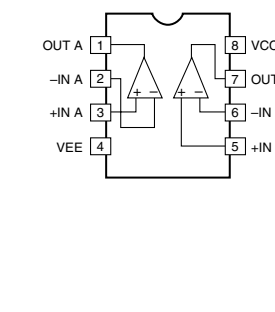 OUT A 1
8 VCC
–IN A 2
7 OUT
+IN A 3
6 –IN
VEE 4
5 +IN
+ –
+ –